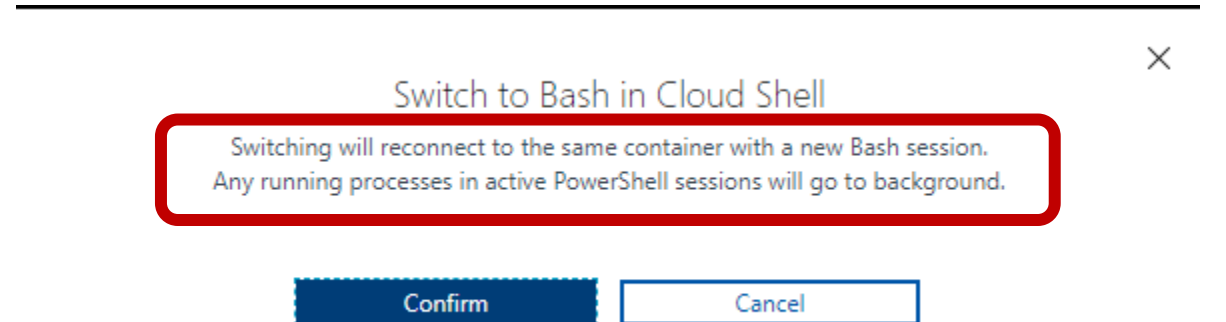 Switch to Bash in Cloud Shell
Switching will reconnect to the same container with a new Bash session.
Any running processes in active PowerShell sessions will go to background.
Confirm
Cancel